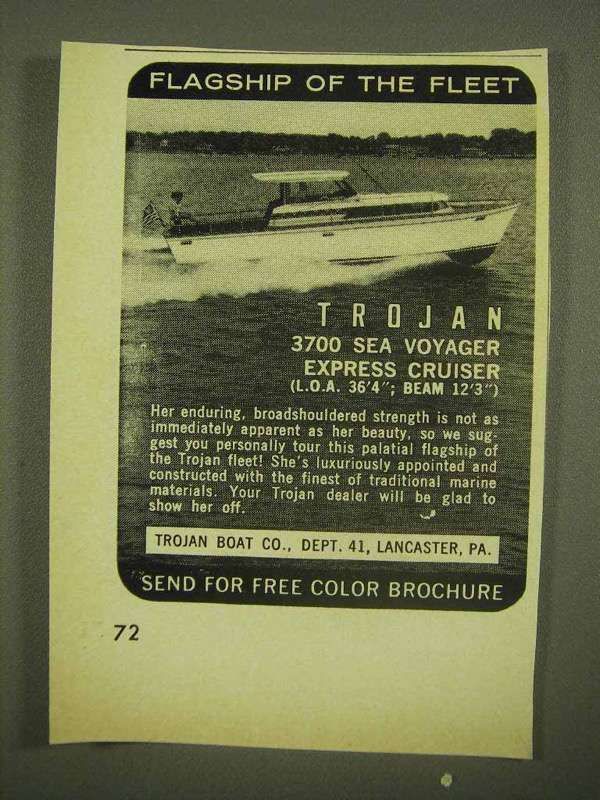 FLAGSHIP OF THE FLEET
TROJAN
3700 SEA VOYAGER
EXPRESS CRUISER
(L.O.A. 36'4"; BEAM 12'3")
Her enduring, broadshouldered strength is not as
immediately apparent as her beauty, so we sug-
gest you personally tour this palatial flagship of
the Trojan fleet! She's luxuriously appointed and
constructed with the finest of traditional marine
materials. Your Trojan dealer will be glad to
show her off.
TROJAN BOAT CO., DEPT. 41, LANCASTER, PA.
SEND FOR FREE COLOR BROCHURE
72